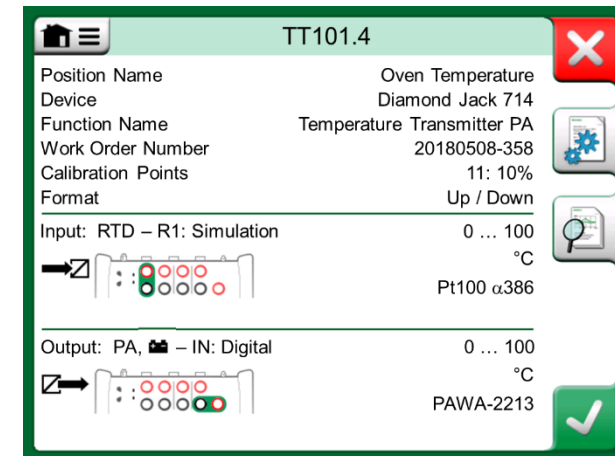 TT101.4
Position Name Oven Temperature
Device Diamond Jack 714
Function Name Temperature Transmitter PA
Work Order Number 20180508-358
Calibration Points 11: 10%
Format Up / Down
Input: RTD – R1: Simulation 0 … 100
°C
Pt100 α386
Output: PA, – IN: Digital 0 … 100
°C
PAWA-2213